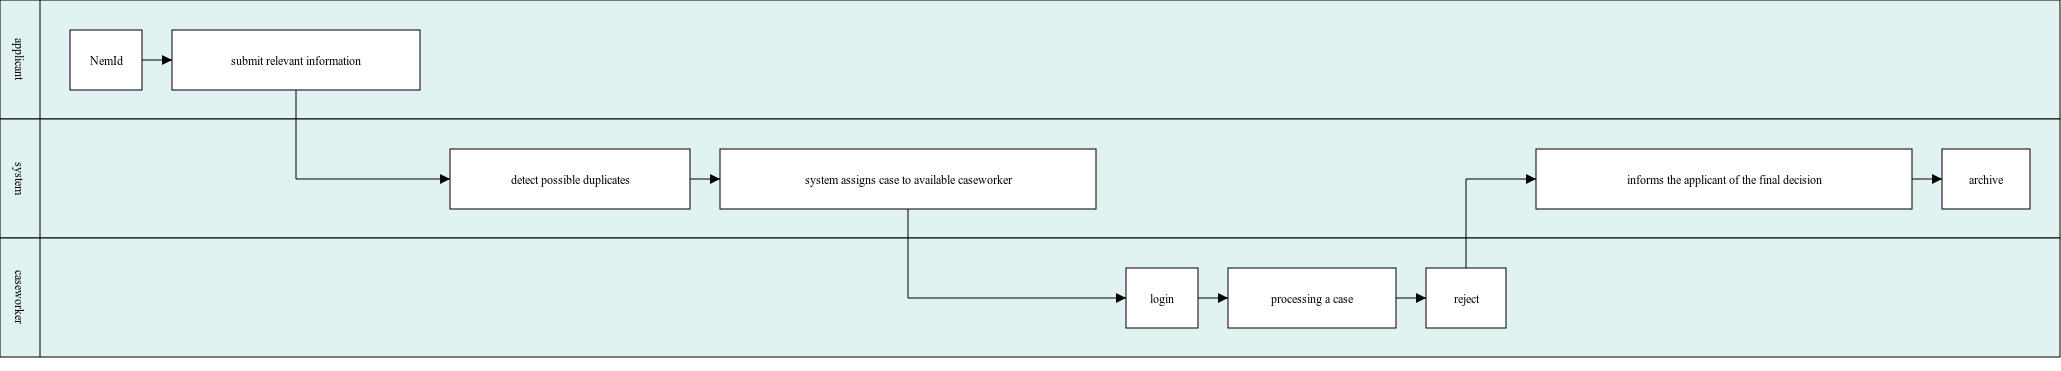 applicant
NemId
submit relevant information
system
detect possible duplicates
system assigns case to available caseworker
informs the applicant of the final decision
archive
caseworker
login
processing a case
reject